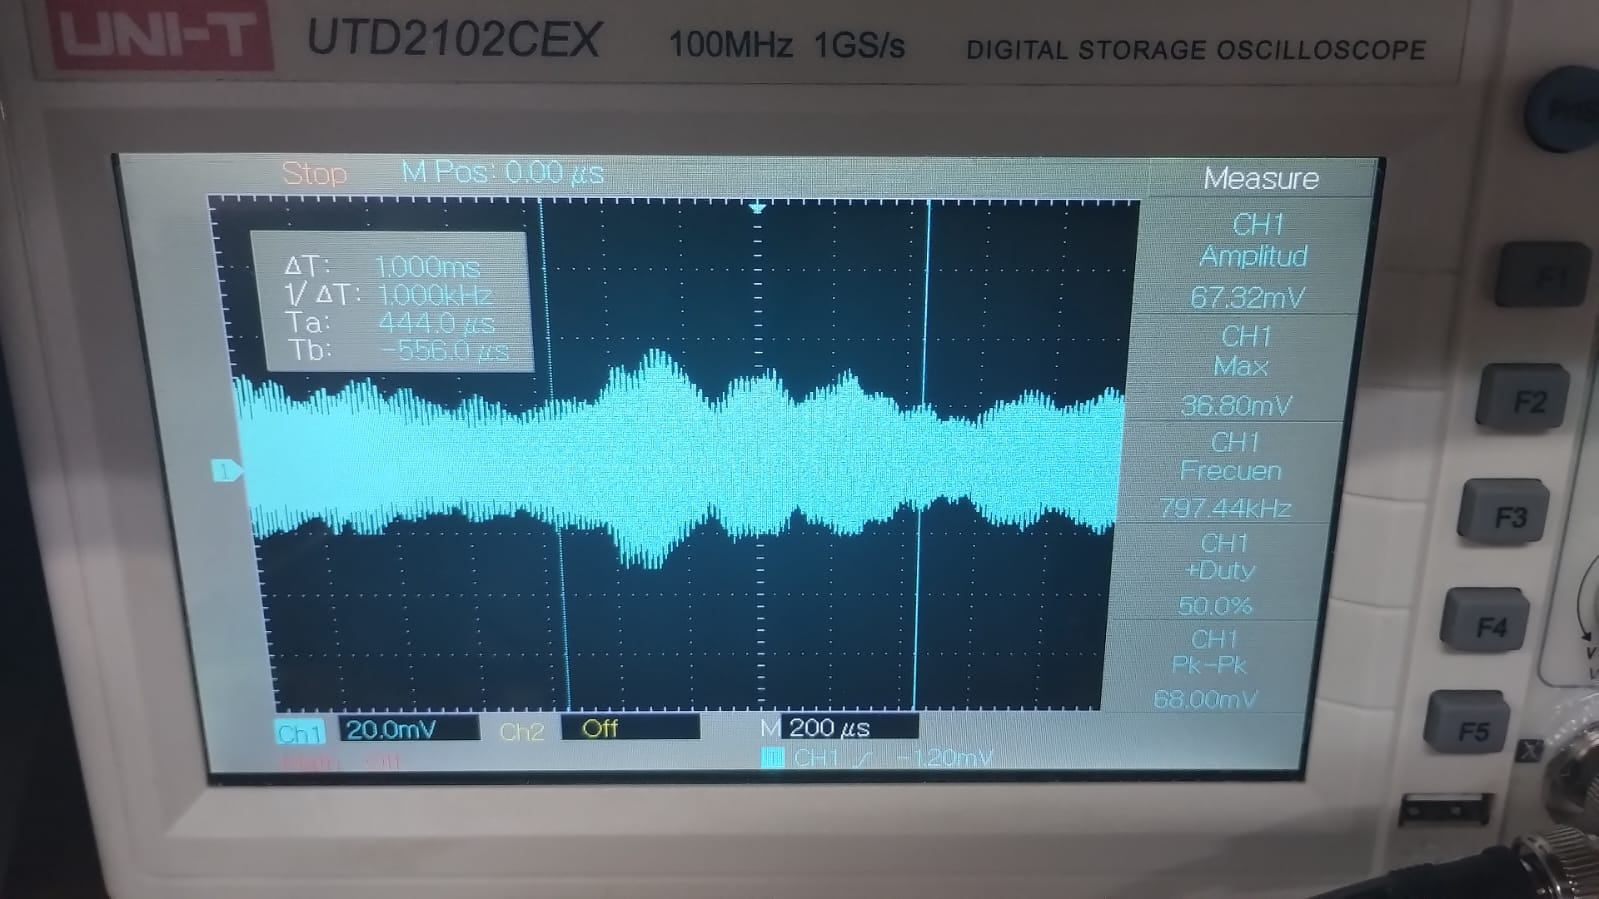 UNI-T UTD2102CEX 100MHz 1GS/s DIGITAL STORAGE OSCILLOSCOPE
Stop M Pos: 0.00 µs
Measure
CH1
Amplitud
67.32mV
CH1
Max
36.80mV
CH1
Frecuen
797.44kHz
CH1
+Duty
50.0%
CH1
Pk-Pk
68.00mV
ΔT: 1.000ms
1/ΔT: 1.000kHz
Ta: 444.0 µs
Tb: -556.0 µs
1
Ch1 20.0mV Ch2 Off M 200 µs
CH1 -1.20mV
F1
F2
F3
F4
F5